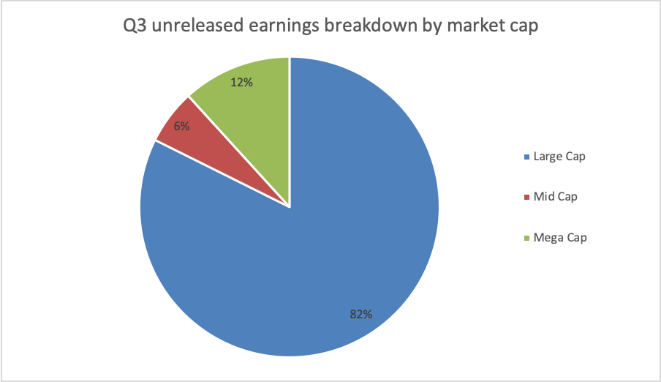 Q3 unreleased earnings breakdown by market cap
12%
6%
82%
Large Cap
Mid Cap
Mega Cap